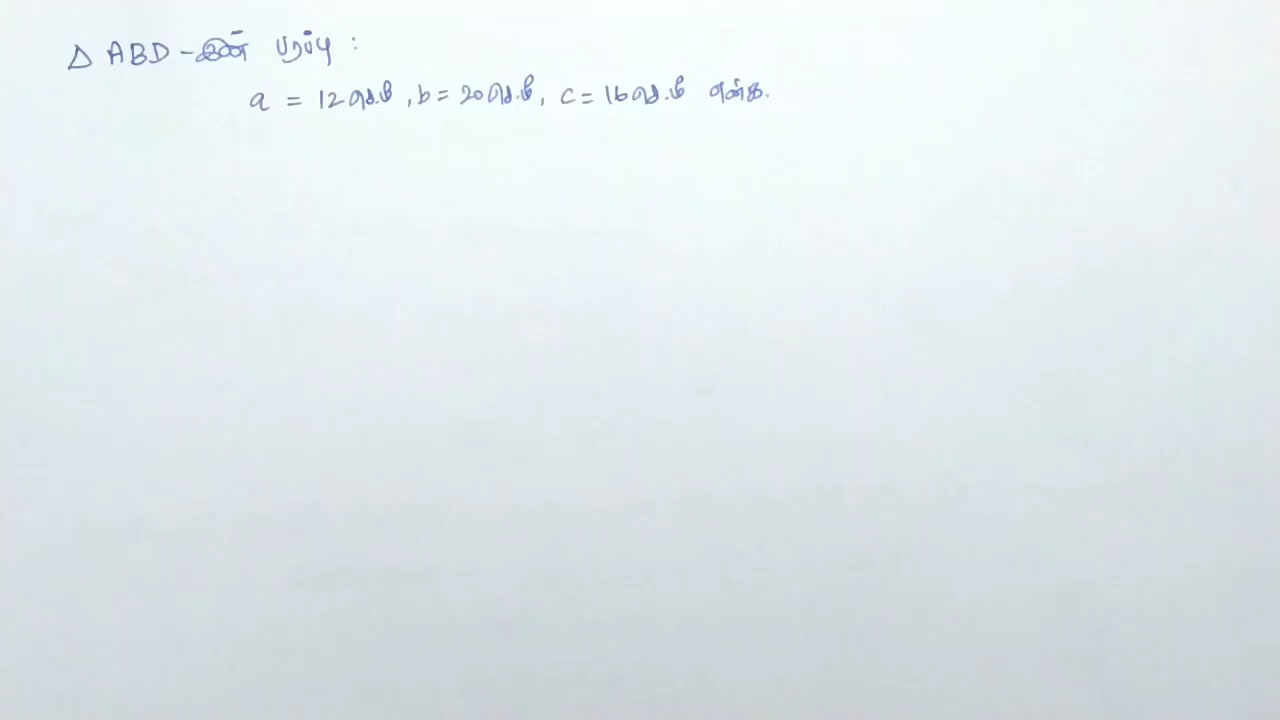 Δ ABD - இன் பரப்பு :
a = 12 செ.மீ , b = 20 செ.மீ , c = 16 செ.மீ என்க.